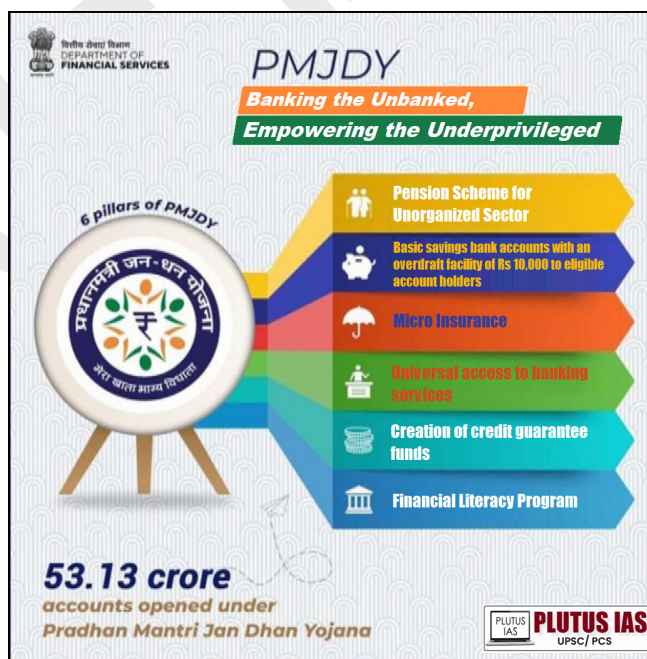 वित्तीय सेवाएं विभाग
DEPARTMENT OF
FINANCIAL SERVICES
PMJDY
Banking the Unbanked,
Empowering the Underprivileged
6 pillars of PMJDY
प्रधानमंत्री जन-धन योजना
मेरा खाता भाग्य विधाता
Pension Scheme for
Unorganized Sector
Basic savings bank accounts with an
overdraft facility of Rs 10,000 to eligible
account holders
Micro Insurance
Universal access to banking
services
Creation of credit guarantee
funds
Financial Literacy Program
53.13 crore
accounts opened under
Pradhan Mantri Jan Dhan Yojana
PLUTUS
IAS
PLUTUS IAS
UPSC/ PCS